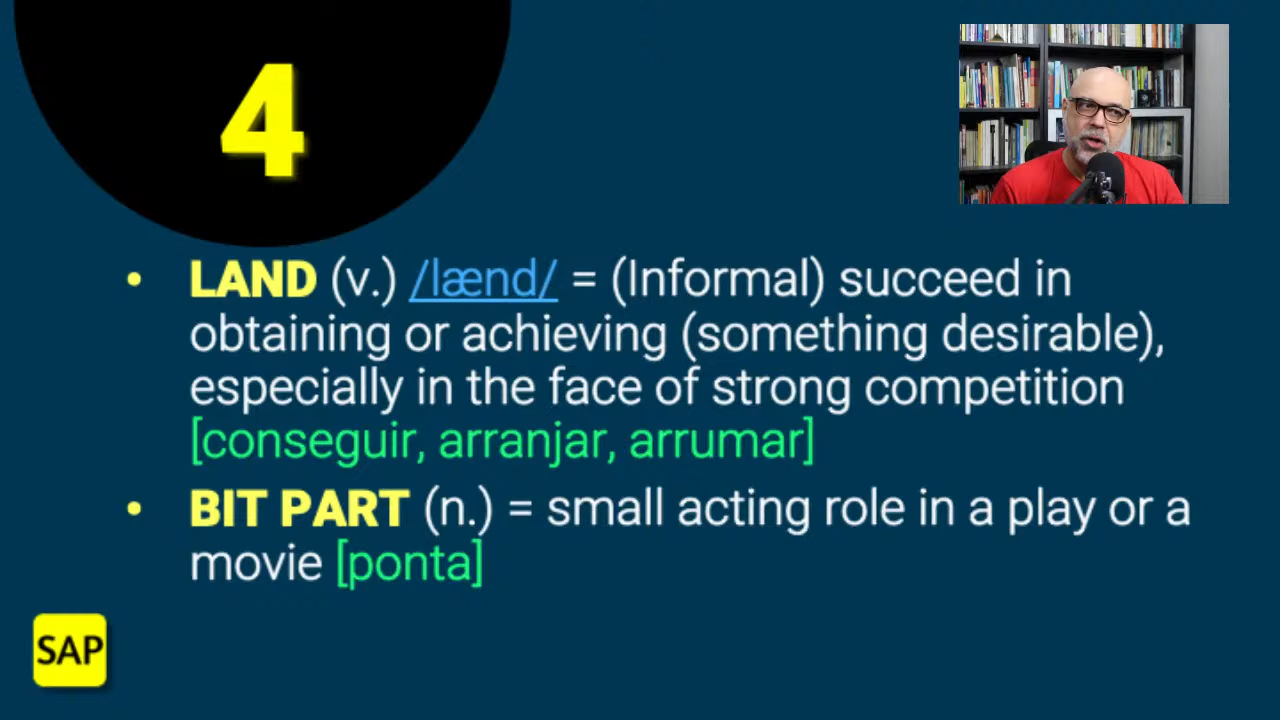 4
• LAND (v.) /lænd/ = (Informal) succeed in
obtaining or achieving (something desirable),
especially in the face of strong competition
[conseguir, arranjar, arrumar]
• BIT PART (n.) = small acting role in a play or a
movie [ponta]
SAP